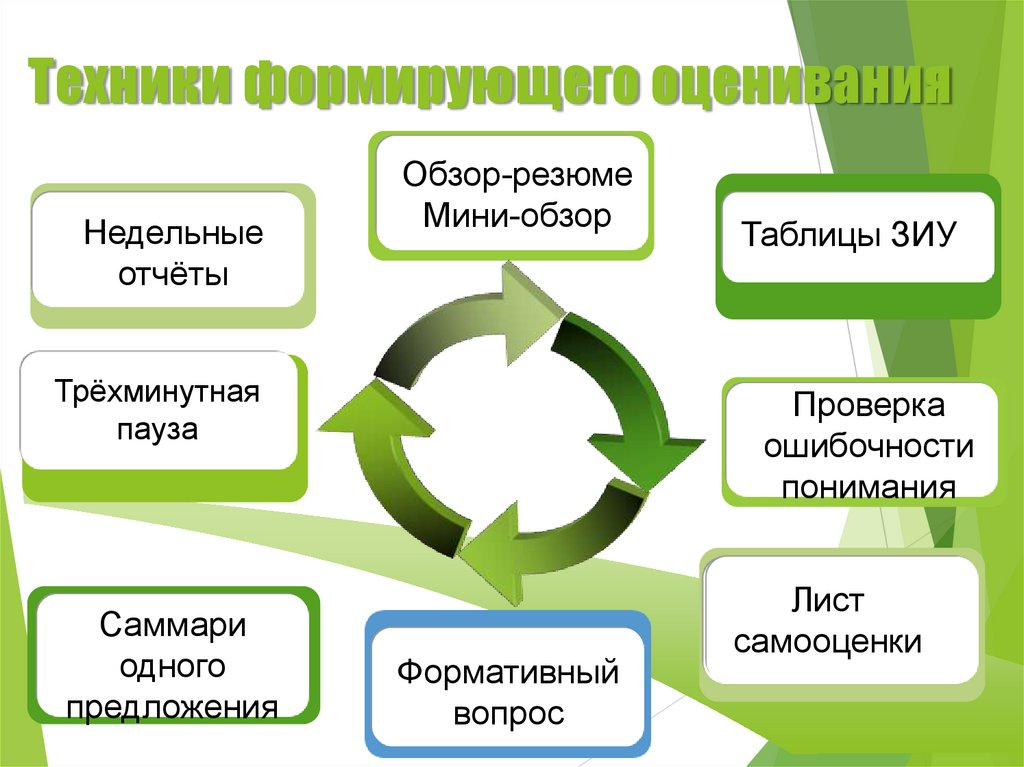 Техники формирующего оценивания
Обзор-резюме
Мини-обзор
Недельные
отчёты
Таблицы ЗИУ
Трёхминутная
пауза
Проверка
ошибочности
понимания
Саммари
одного
предложения
Формативный
вопрос
Лист
самооценки